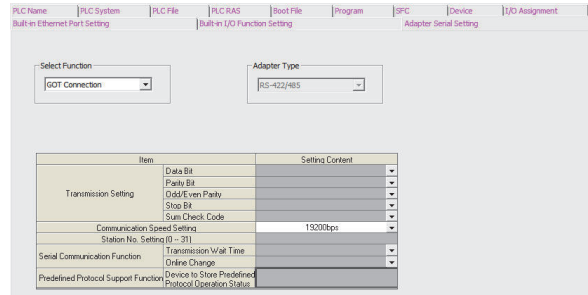 PLC Name PLC System PLC File PLC RAS Boot File Program SFC Device I/O Assignment
Built-in Ethernet Port Setting Built-in I/O Function Setting Adapter Serial Setting
Select Function Adapter Type
GOT Connection RS-422/485
Item Setting Content
Transmission Setting
Data Bit
Parity Bit
Odd/Even Parity
Stop Bit
Sum Check Code
Communication Speed Setting 19200bps
Station No. Setting (0 -- 31)
Serial Communication Function
Transmission Wait Time
Online Change
Predefined Protocol Support Function
Device to Store Predefined
Protocol Operation Status